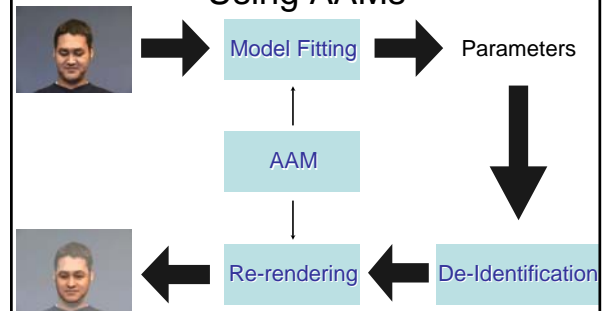 Using AAMs
Model Fitting
Parameters
AAM
Re-rendering
De-Identification